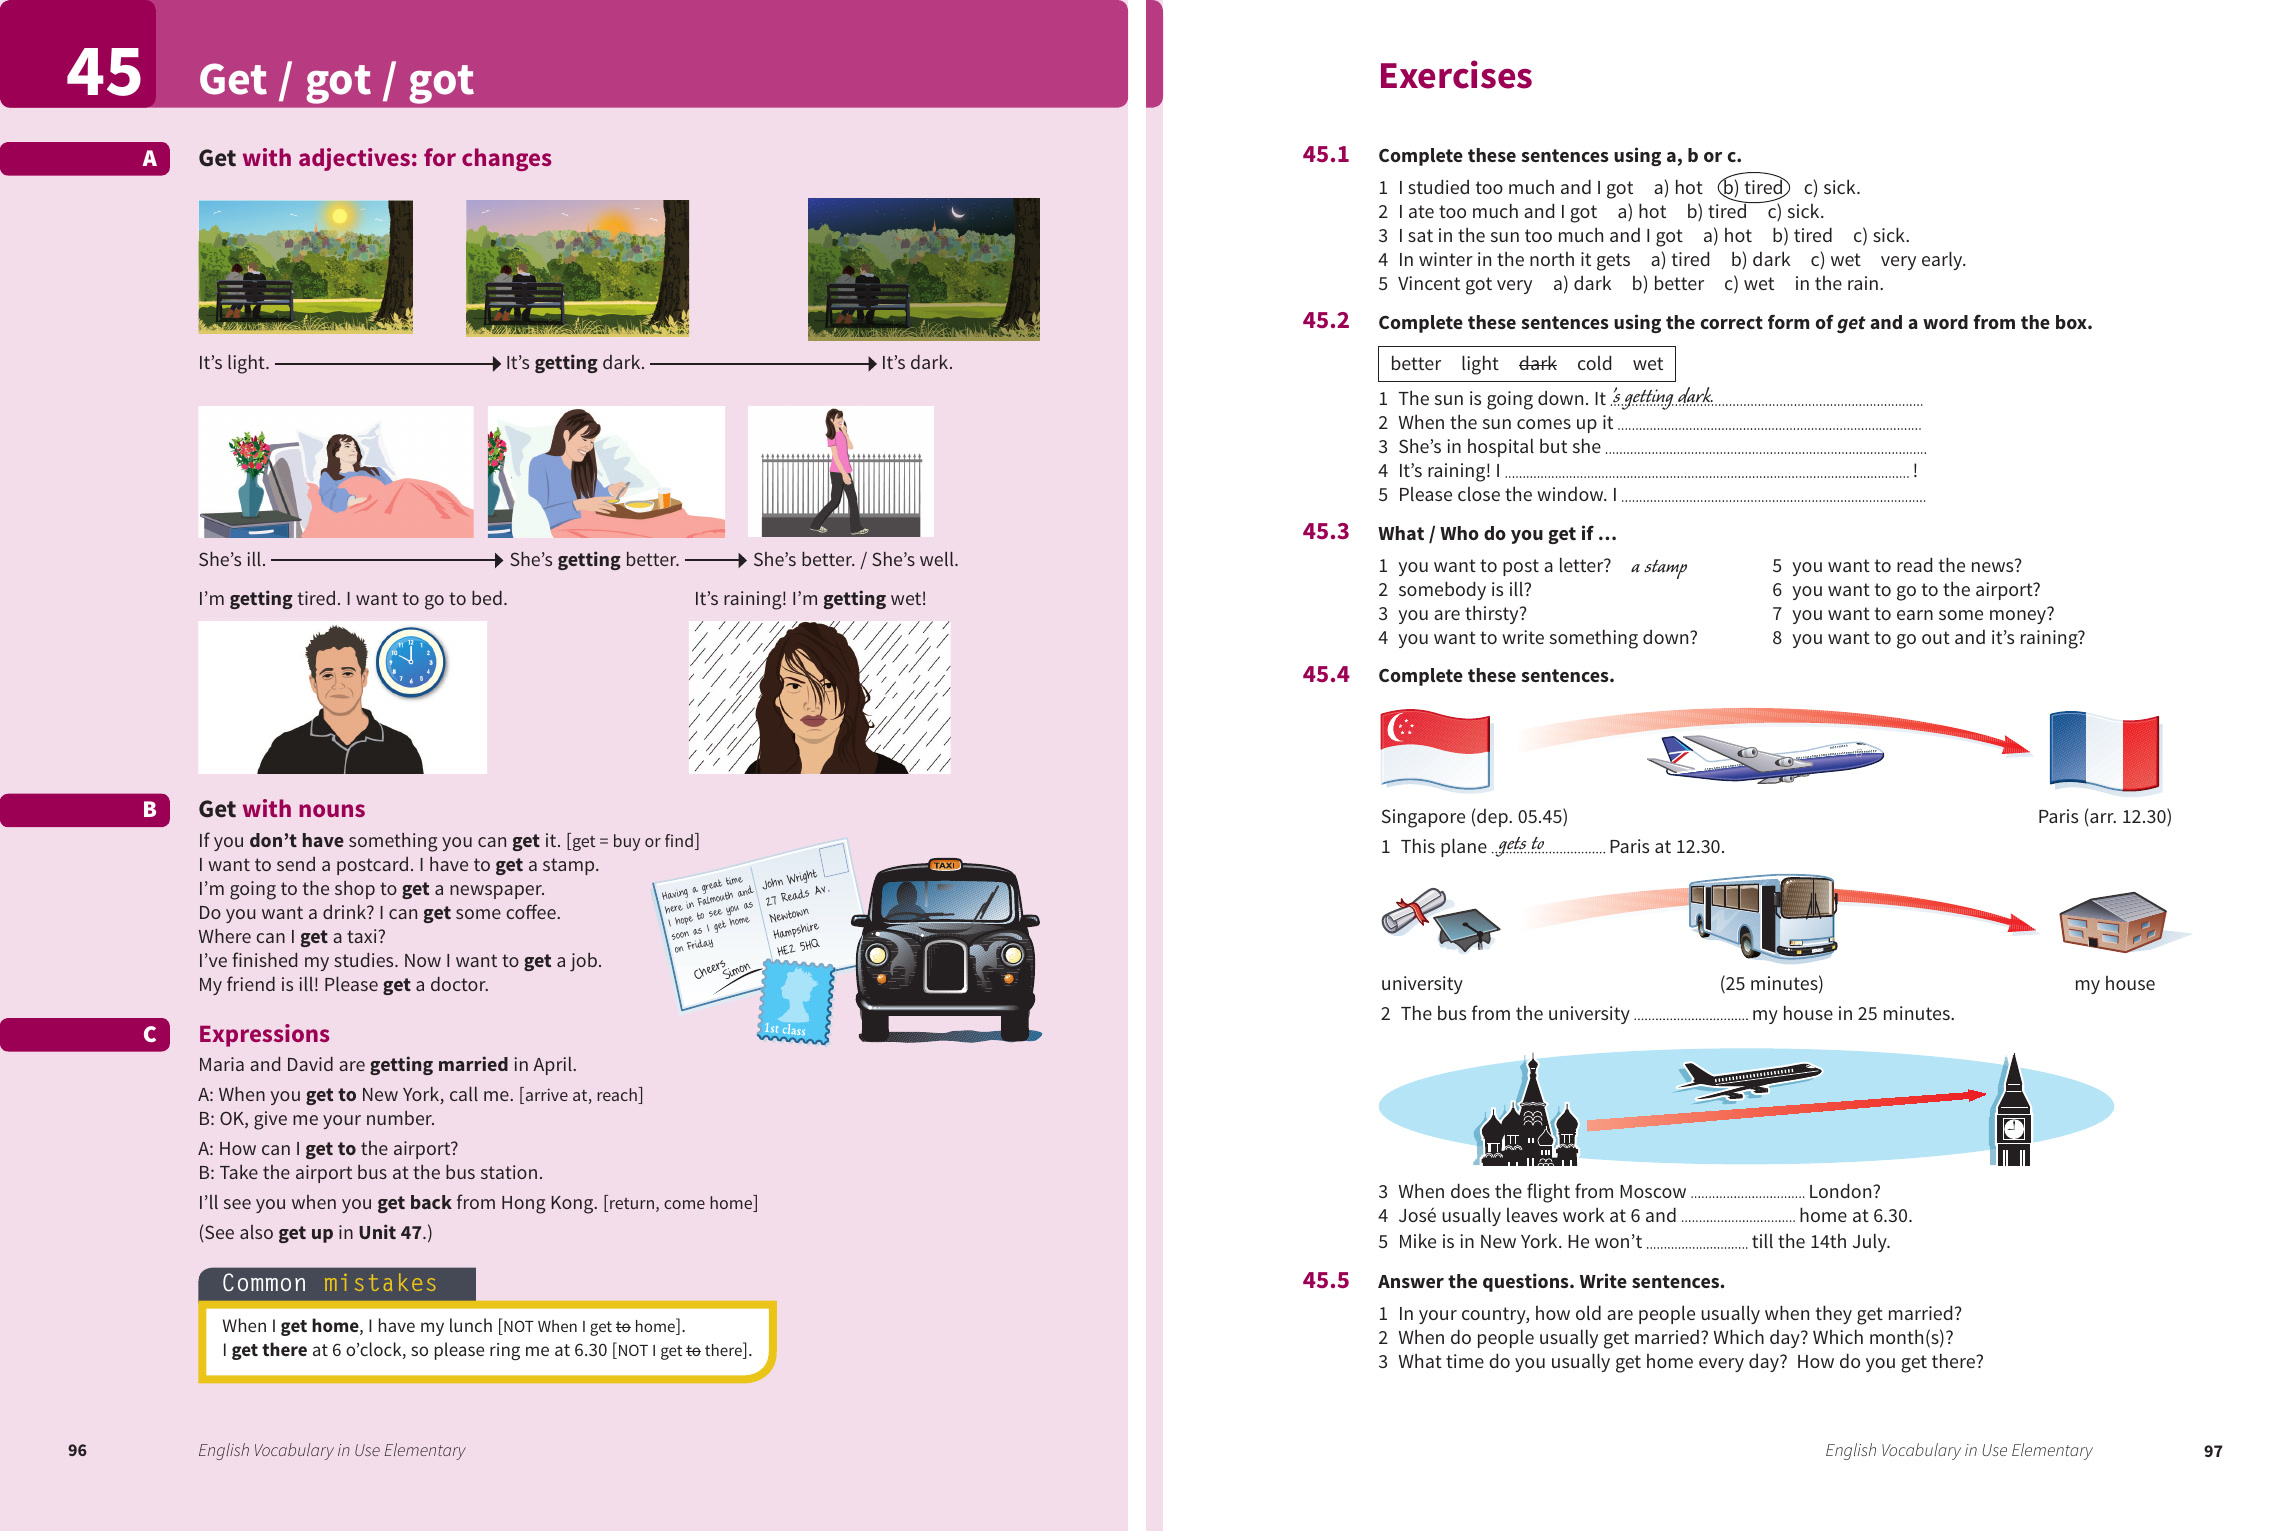 45
Get / got / got
A
Get with adjectives: for changes
It's light.
It's getting dark.
It's dark.
She's ill.
She's getting better.
She's better. / She's well.
I'm getting tired. I want to go to bed.
It's raining! I'm getting wet!
B
Get with nouns
If you don't have something you can get it. [get = buy or find]
I want to send a postcard. I have to get a stamp.
I'm going to the shop to get a newspaper.
Do you want a drink? I can get some coffee.
Where can I get a taxi?
I've finished my studies. Now I want to get a job.
My friend is ill! Please get a doctor.
Having a great time
here in Falmouth and
I hope to see you as
soon as I get home
on Friday
Cheers
Simon
John Wright
27 Reads Av.
Newtown
Hampshire
HE2 5HQ
1st class
TAXI
C
Expressions
Maria and David are getting married in April.
A: When you get to New York, call me. [arrive at, reach]
B: OK, give me your number.
A: How can I get to the airport?
B: Take the airport bus at the bus station.
I'll see you when you get back from Hong Kong. [return, come home]
(See also get up in Unit 47.)
Common mistakes
When I get home, I have my lunch [NOT When I get to home].
I get there at 6 o'clock, so please ring me at 6.30 [NOT I get to there].
96
English Vocabulary in Use Elementary
Exercises
45.1 Complete these sentences using a, b or c.
1 I studied too much and I got a) hot b) tired c) sick.
2 I ate too much and I got a) hot b) tired c) sick.
3 I sat in the sun too much and I got a) hot b) tired c) sick.
4 In winter in the north it gets a) tired b) dark c) wet very early.
5 Vincent got very a) dark b) better c) wet in the rain.
45.2 Complete these sentences using the correct form of get and a word from the box.
better light dark cold wet
1 The sun is going down. It 's getting dark.
2 When the sun comes up it
3 She's in hospital but she
4 It's raining! I !
5 Please close the window. I
45.3 What / Who do you get if …
1 you want to post a letter? a stamp
2 somebody is ill?
3 you are thirsty?
4 you want to write something down?
5 you want to read the news?
6 you want to go to the airport?
7 you want to earn some money?
8 you want to go out and it's raining?
45.4 Complete these sentences.
Singapore (dep. 05.45)
Paris (arr. 12.30)
1 This plane gets to Paris at 12.30.
university
(25 minutes)
my house
2 The bus from the university my house in 25 minutes.
3 When does the flight from Moscow London?
4 José usually leaves work at 6 and home at 6.30.
5 Mike is in New York. He won't till the 14th July.
45.5 Answer the questions. Write sentences.
1 In your country, how old are people usually when they get married?
2 When do people usually get married? Which day? Which month(s)?
3 What time do you usually get home every day? How do you get there?
English Vocabulary in Use Elementary
97